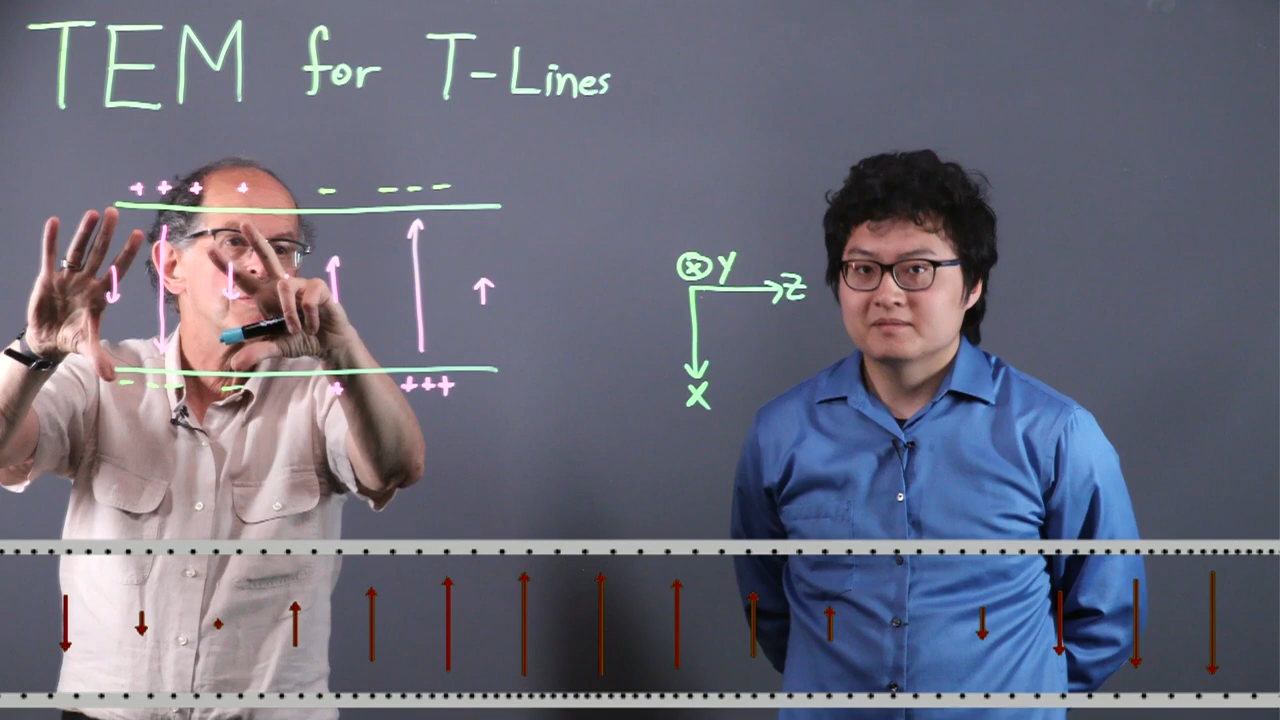 TEM for T-Lines
+ + + + - - - -
y
z
- - - - + + + +
x